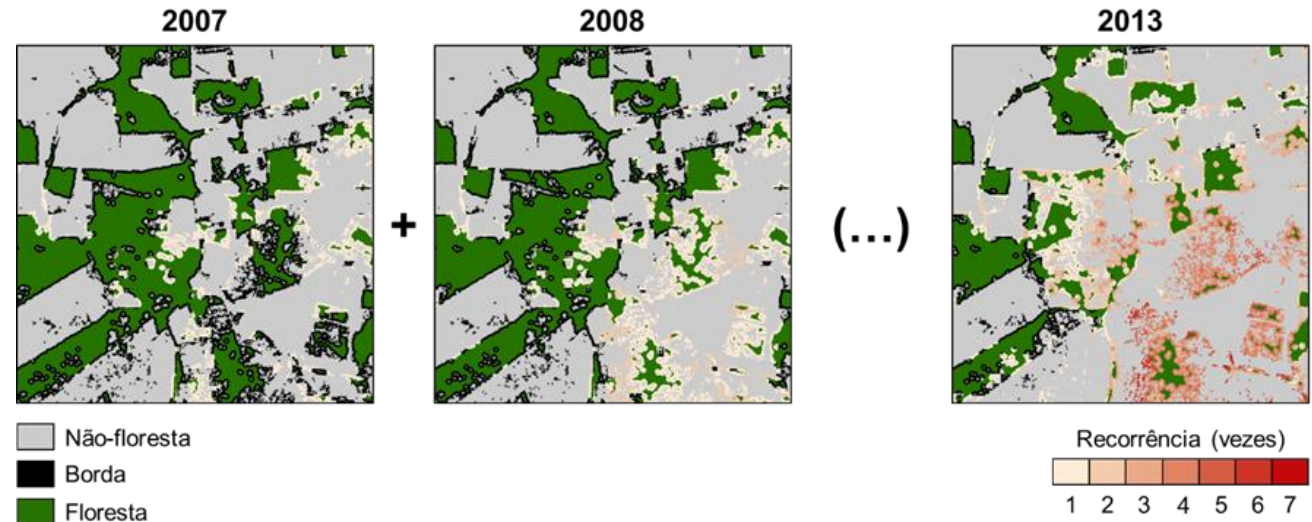 2007
2008
2013
+
(...)
Não-floresta
Borda
Floresta
Recorrência (vezes)
1 2 3 4 5 6 7